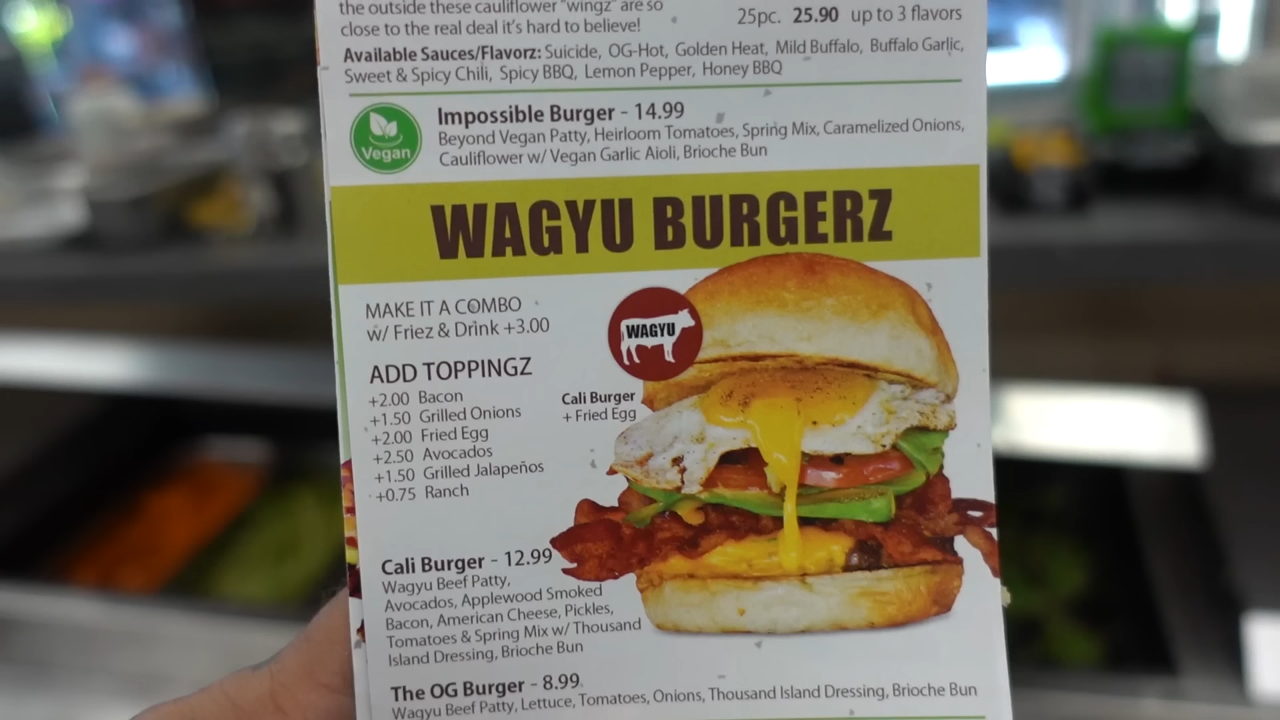 the outside these cauliflower "wingz" are so
close to the real deal it's hard to believe!
25pc. 25.90 up to 3 flavors
Available Sauces/Flavorz: Suicide, OG-Hot, Golden Heat, Mild Buffalo, Buffalo Garlic,
Sweet & Spicy Chili, Spicy BBQ, Lemon Pepper, Honey BBQ
Vegan
Impossible Burger - 14.99
Beyond Vegan Patty, Heirloom Tomatoes, Spring Mix, Caramelized Onions,
Cauliflower w/ Vegan Garlic Aioli, Brioche Bun
WAGYU BURGERZ
MAKE IT A COMBO
w/ Friez & Drink +3.00
WAGYU
ADD TOPPINGZ
+2.00 Bacon
+1.50 Grilled Onions
+2.00 Fried Egg
+2.50 Avocados
+1.50 Grilled Jalapeños
+0.75 Ranch
Cali Burger
+ Fried Egg
Cali Burger - 12.99
Wagyu Beef Patty,
Avocados, Applewood Smoked
Bacon, American Cheese, Pickles,
Tomatoes & Spring Mix w/ Thousand
Island Dressing, Brioche Bun
The OG Burger - 8.99
Wagyu Beef Patty, Lettuce, Tomatoes, Onions, Thousand Island Dressing, Brioche Bun